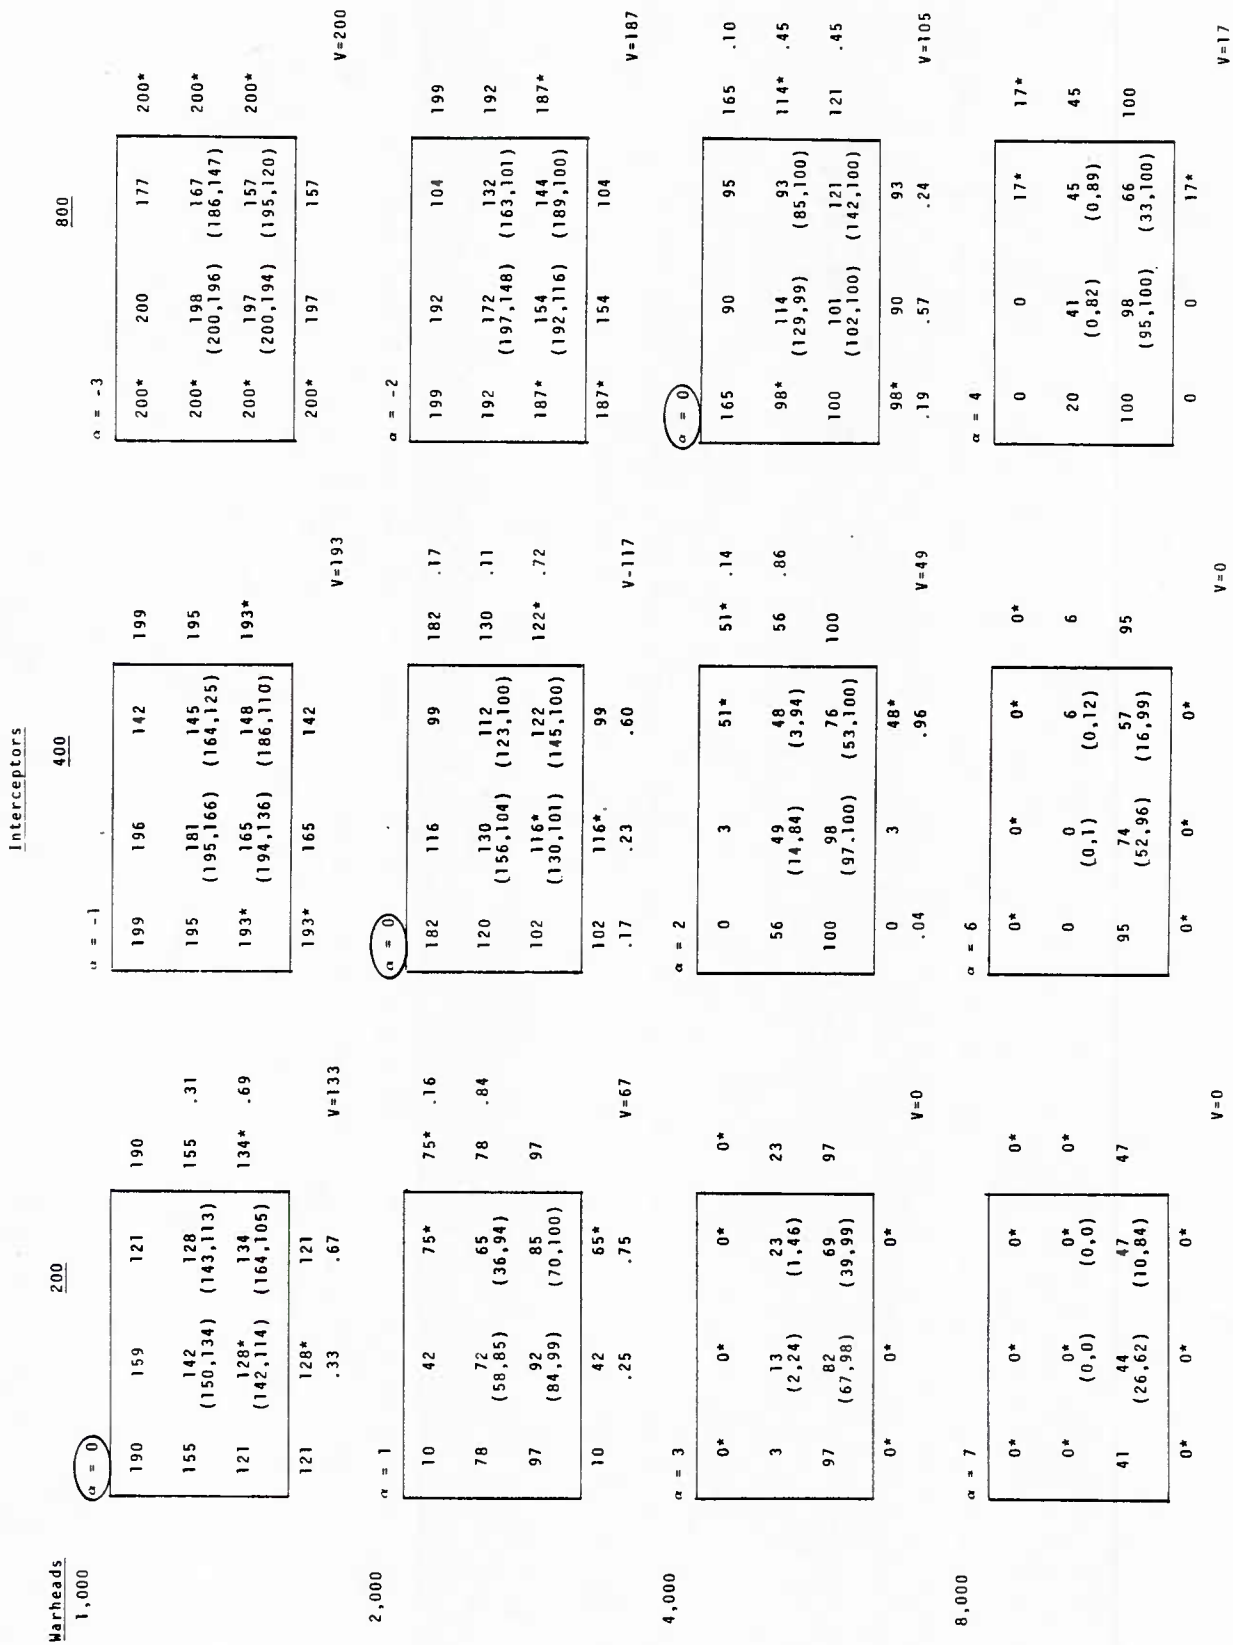 Interceptors
Warheads 200 400 800
1,000
α = 0
190 159 121 190
155 142 128 155 .31
(150,134) (143,113)
121 128* 134 134* .69
(142,114) (164,105)
121 128* 121
.33 .67
V=133
α = -1
199 196 142 199
195 181 145 195
(195,166) (164,125)
193* 165 148 193*
(194,136) (186,110)
193* 165 142
V=193
α = -3
200* 200 177 200*
200* 198 167 200*
(200,196) (186,147)
200* 197 157 200*
(200,194) (195,120)
200* 197 157
V=200
2,000
α = 1
10 42 75* 75* .16
78 72 65 78 .84
(58,85) (36,94)
97 92 85 97
(84,99) (70,100)
10 42 65*
.25 .75
V=67
α = 0
182 116 99 182 .17
120 130 112 130 .11
(156,104) (123,100)
102 116* 122 122* .72
(130,101) (145,100)
102 116* 99
.17 .23 .60
V-117
α = -2
199 192 104 199
192 172 132 192
(197,148) (163,101)
187* 154 144 187*
(192,116) (189,100)
187* 154 104
V=187
4,000
α = 3
0* 0* 0* 0*
3 13 23 23
(2,24) (1,46)
97 82 69 97
(67,98) (39,99)
0* 0* 0*
V=0
α = 2
0 3 51* 51* .14
56 49 48 56 .86
(14,84) (3,94)
100 98 76 100
(97.100) (53,100)
0 3 48*
.04 .96
V=49
α = 0
165 90 95 165 .10
98* 114 93 114* .45
(129,99) (85,100)
100 101 121 121 .45
(102,100) (142,100)
98* 90 93
.19 .57 .24
V=105
8,000
α = 7
0* 0* 0* 0*
0* 0* 0* 0*
(0,0) (0,0)
41 44 47 47
(26,62) (10,84)
0* 0* 0*
V=0
α = 6
0* 0* 0* 0*
0 0 6 6
(0,1) (0,12)
95 74 57 95
(52,96) (16,99)
0* 0* 0*
V=0
α = 4
0 0 17* 17*
20 41 45 45
(0,82) (0,89)
100 98 66 100
(95,100) (33,100)
0 0 17*
V=17